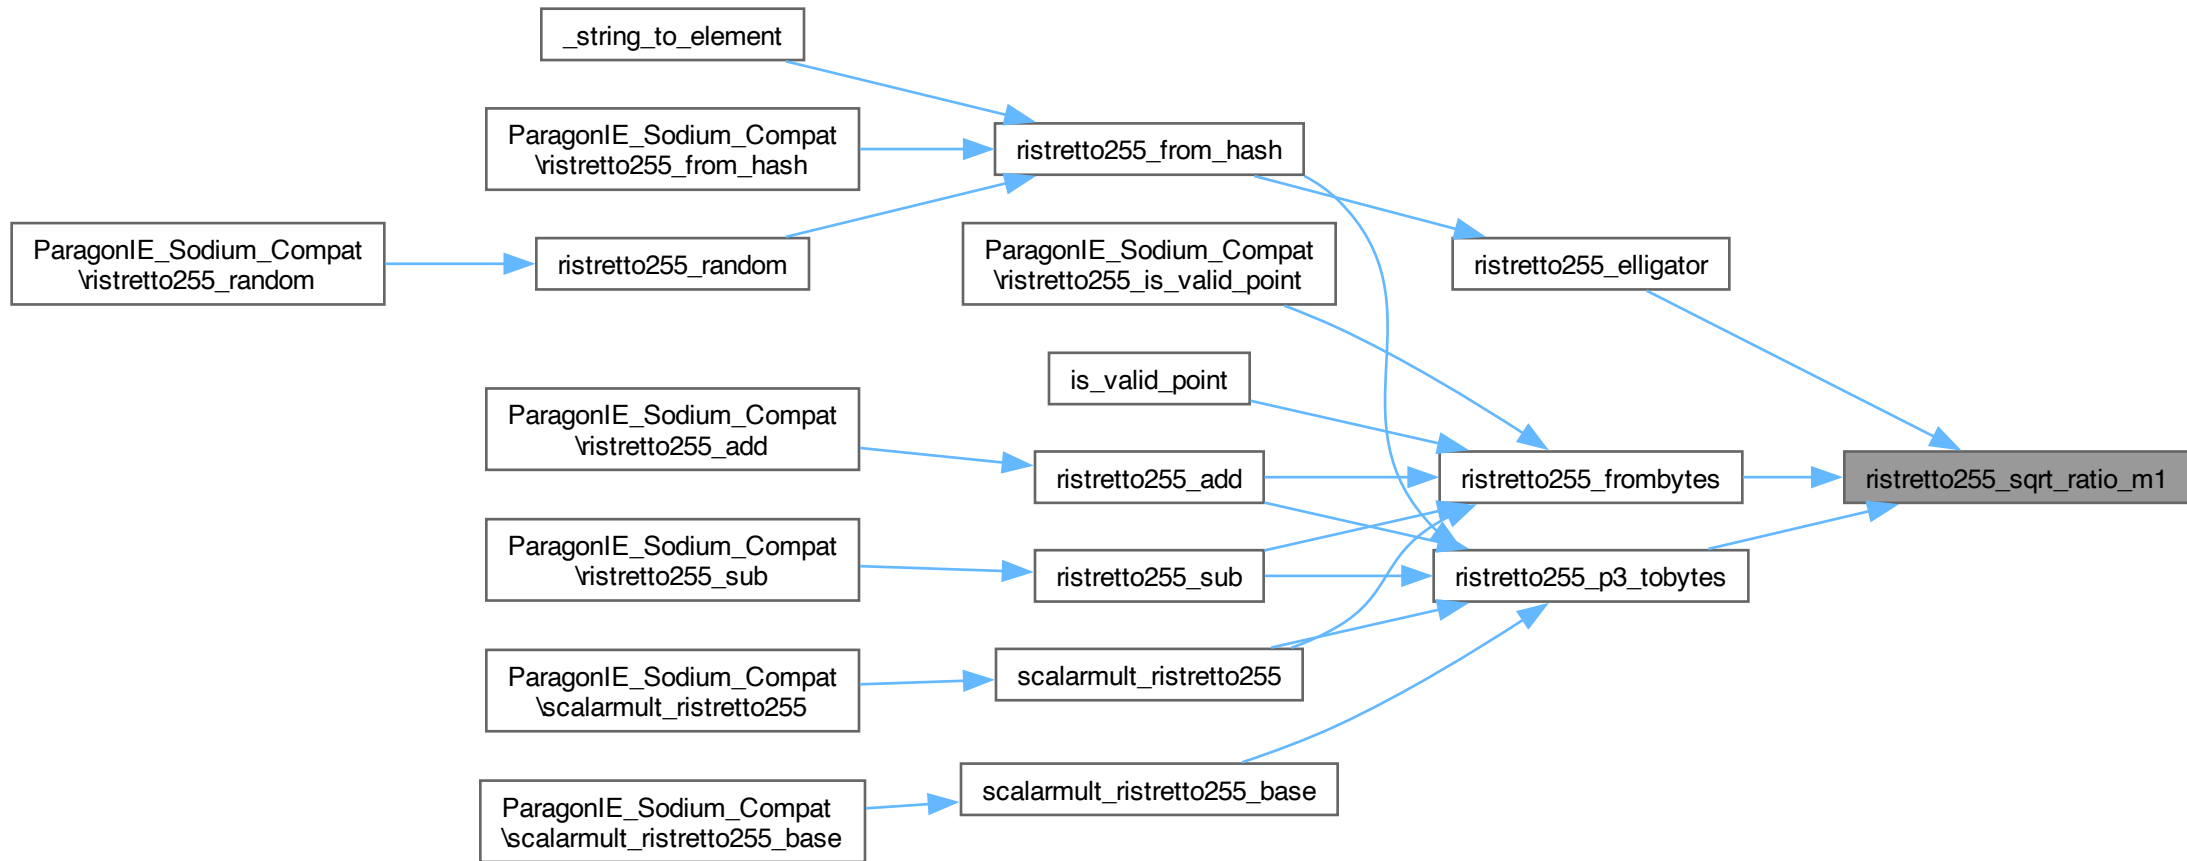 _string_to_element
ParagonIE_Sodium_Compat
\ristretto255_from_hash
ristretto255_from_hash
ParagonIE_Sodium_Compat
\ristretto255_random
ristretto255_random
ParagonIE_Sodium_Compat
\ristretto255_is_valid_point
ristretto255_elligator
is_valid_point
ParagonIE_Sodium_Compat
\ristretto255_add
ristretto255_add
ristretto255_frombytes
ristretto255_sqrt_ratio_m1
ParagonIE_Sodium_Compat
\ristretto255_sub
ristretto255_sub
ristretto255_p3_tobytes
ParagonIE_Sodium_Compat
\scalarmult_ristretto255
scalarmult_ristretto255
ParagonIE_Sodium_Compat
\scalarmult_ristretto255_base
scalarmult_ristretto255_base